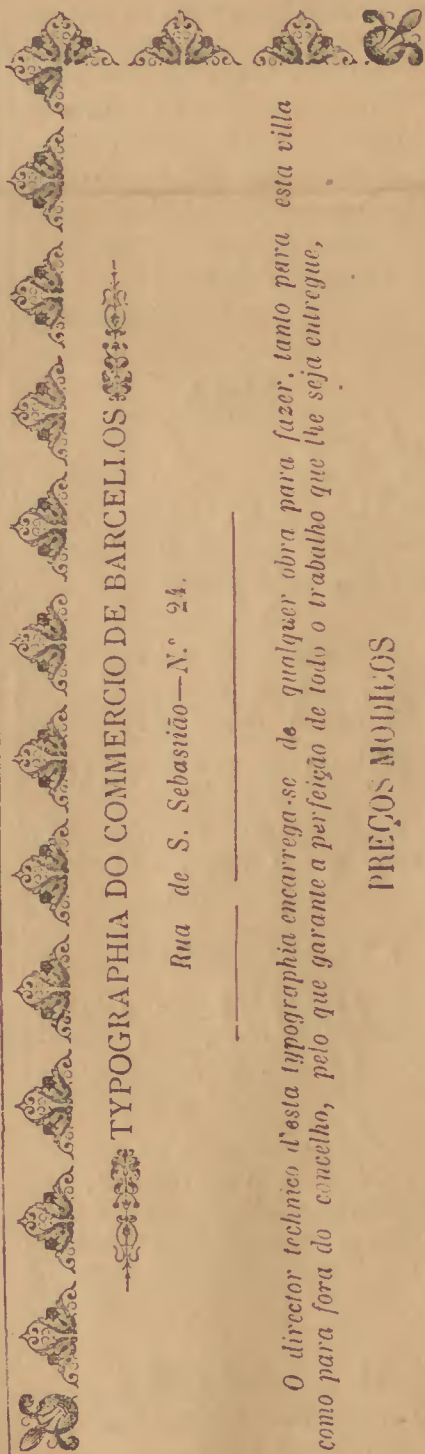 TYPOGRAPHIA DO COMMERCIO DE BARCELLOS
Rua de S. Sebastião—N.º 24.
O director technico d'esta typographia encarrega-se de qualquer obra para fazer, tanto para esta villa
como para fora do concelho, pelo que garante a perfeição de todo o trabalho que lhe seja entregue,
PREÇOS MODICOS